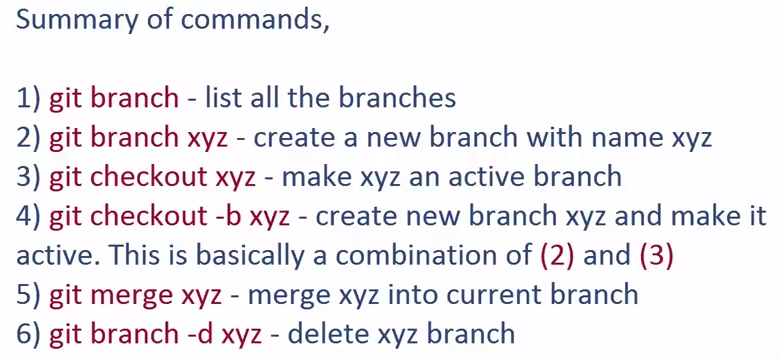 Summary of commands,
1) git branch - list all the branches
2) git branch xyz - create a new branch with name xyz
3) git checkout xyz - make xyz an active branch
4) git checkout -b xyz - create new branch xyz and make it
active. This is basically a combination of (2) and (3)
5) git merge xyz - merge xyz into current branch
6) git branch -d xyz - delete xyz branch